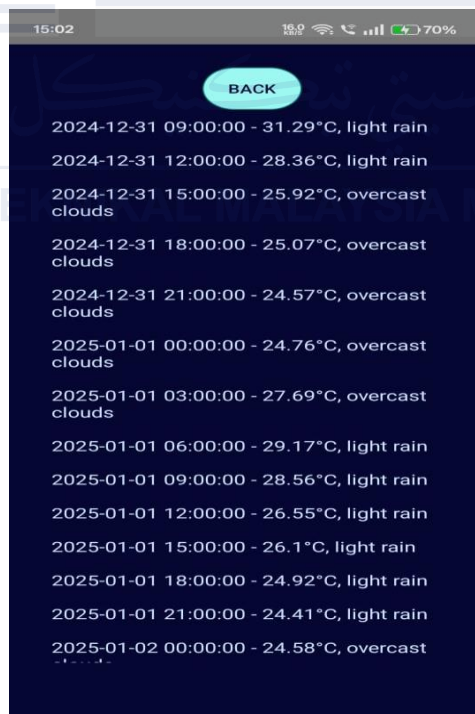 15:02 16.0 KB/S 70%
BACK
2024-12-31 09:00:00 - 31.29°C, light rain
2024-12-31 12:00:00 - 28.36°C, light rain
2024-12-31 15:00:00 - 25.92°C, overcast
clouds
2024-12-31 18:00:00 - 25.07°C, overcast
clouds
2024-12-31 21:00:00 - 24.57°C, overcast
clouds
2025-01-01 00:00:00 - 24.76°C, overcast
clouds
2025-01-01 03:00:00 - 27.69°C, overcast
clouds
2025-01-01 06:00:00 - 29.17°C, light rain
2025-01-01 09:00:00 - 28.56°C, light rain
2025-01-01 12:00:00 - 26.55°C, light rain
2025-01-01 15:00:00 - 26.1°C, light rain
2025-01-01 18:00:00 - 24.92°C, light rain
2025-01-01 21:00:00 - 24.41°C, light rain
2025-01-02 00:00:00 - 24.58°C, overcast